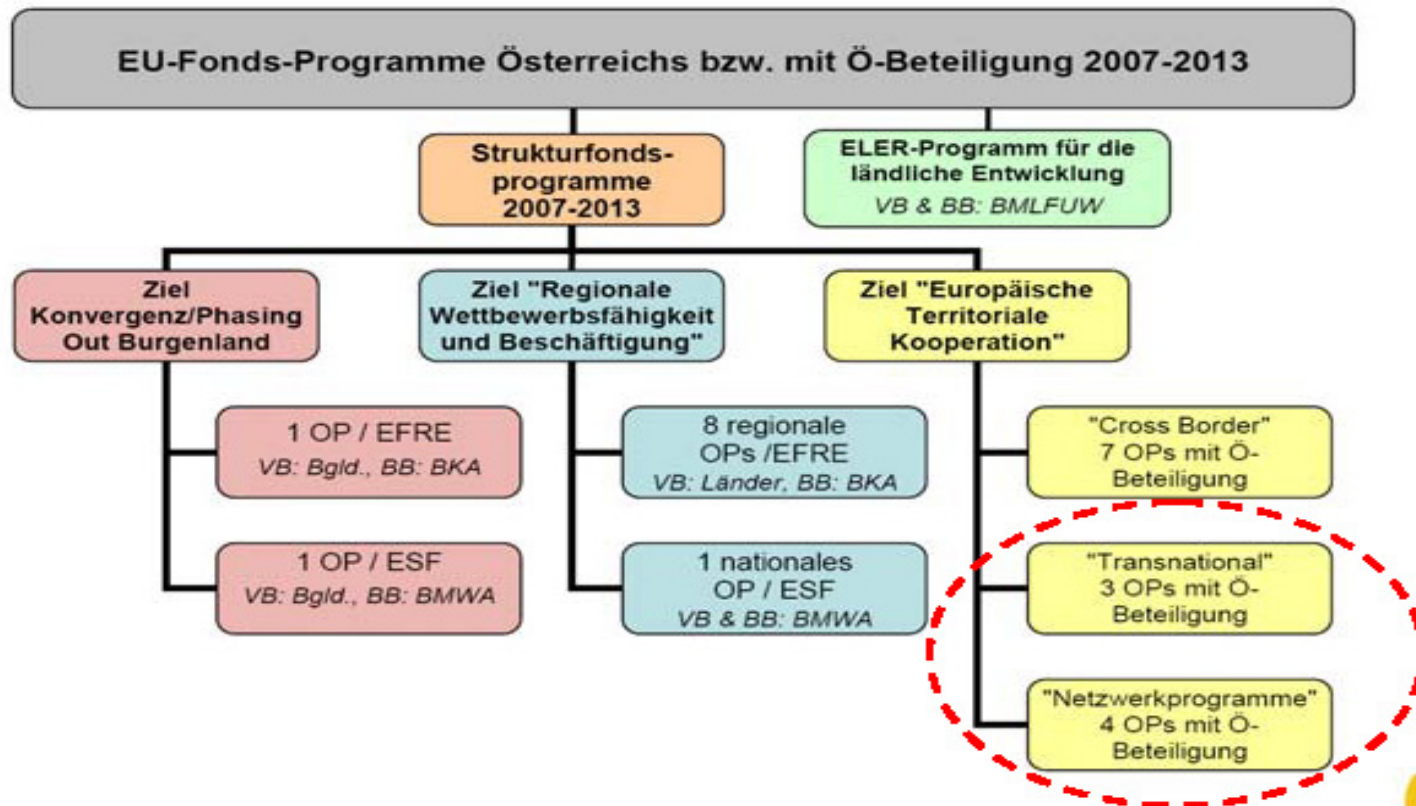 EU-Fonds-Programme Österreichs bzw. mit Ö-Beteiligung 2007-2013
Strukturfonds-
programme
2007-2013
ELER-Programm für die
ländliche Entwicklung
VB & BB: BMLFUW
Ziel
Konvergenz/Phasing
Out Burgenland
Ziel "Regionale
Wettbewerbsfähigkeit
und Beschäftigung"
Ziel "Europäische
Territoriale
Kooperation"
1 OP / EFRE
VB: Bgld., BB: BKA
8 regionale
OPs /EFRE
VB: Länder, BB: BKA
"Cross Border"
7 OPs mit Ö-
Beteiligung
1 OP / ESF
VB: Bgld., BB: BMWA
1 nationales
OP / ESF
VB & BB: BMWA
"Transnational"
3 OPs mit Ö-
Beteiligung
"Netzwerkprogramme"
4 OPs mit Ö-
Beteiligung